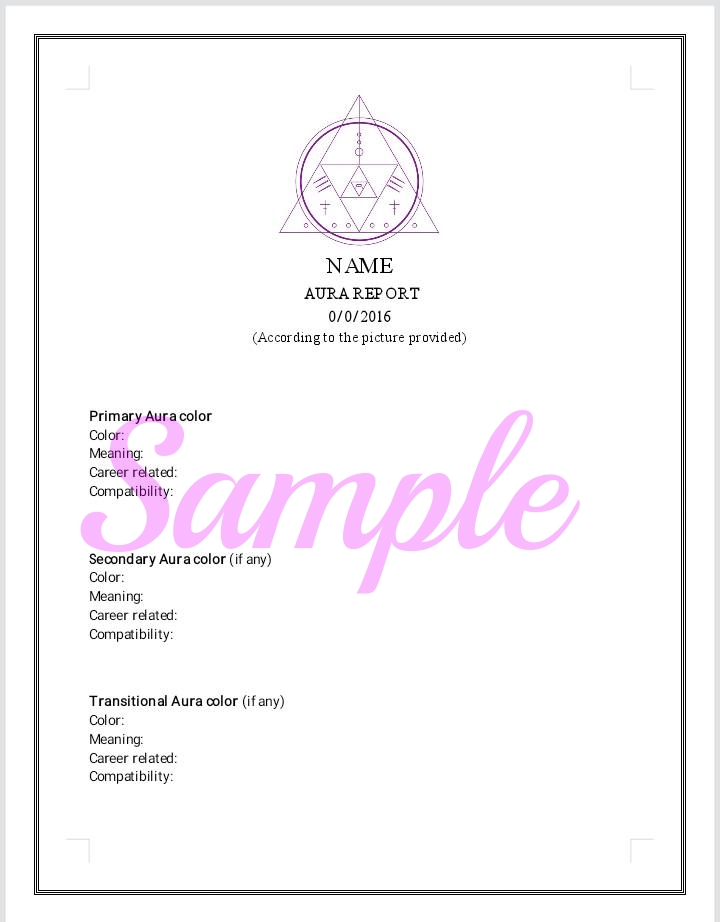 NAME
AURA REPORT
0/0/2016
(According to the picture provided)
Primary Aura color
Color:
Meaning:
Career related:
Compatibility:
Sample
Secondary Aura color (if any)
Color:
Meaning:
Career related:
Compatibility:
Transitional Aura color (if any)
Color:
Meaning:
Career related:
Compatibility: